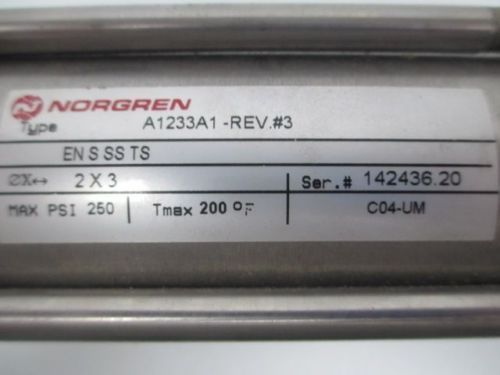 NORGREN
Type A1233A1 -REV.#3
EN S SS TS
ØX↔ 2 X 3 Ser.# 142436.20
MAX PSI 250 Tmax 200 °F C04-UM